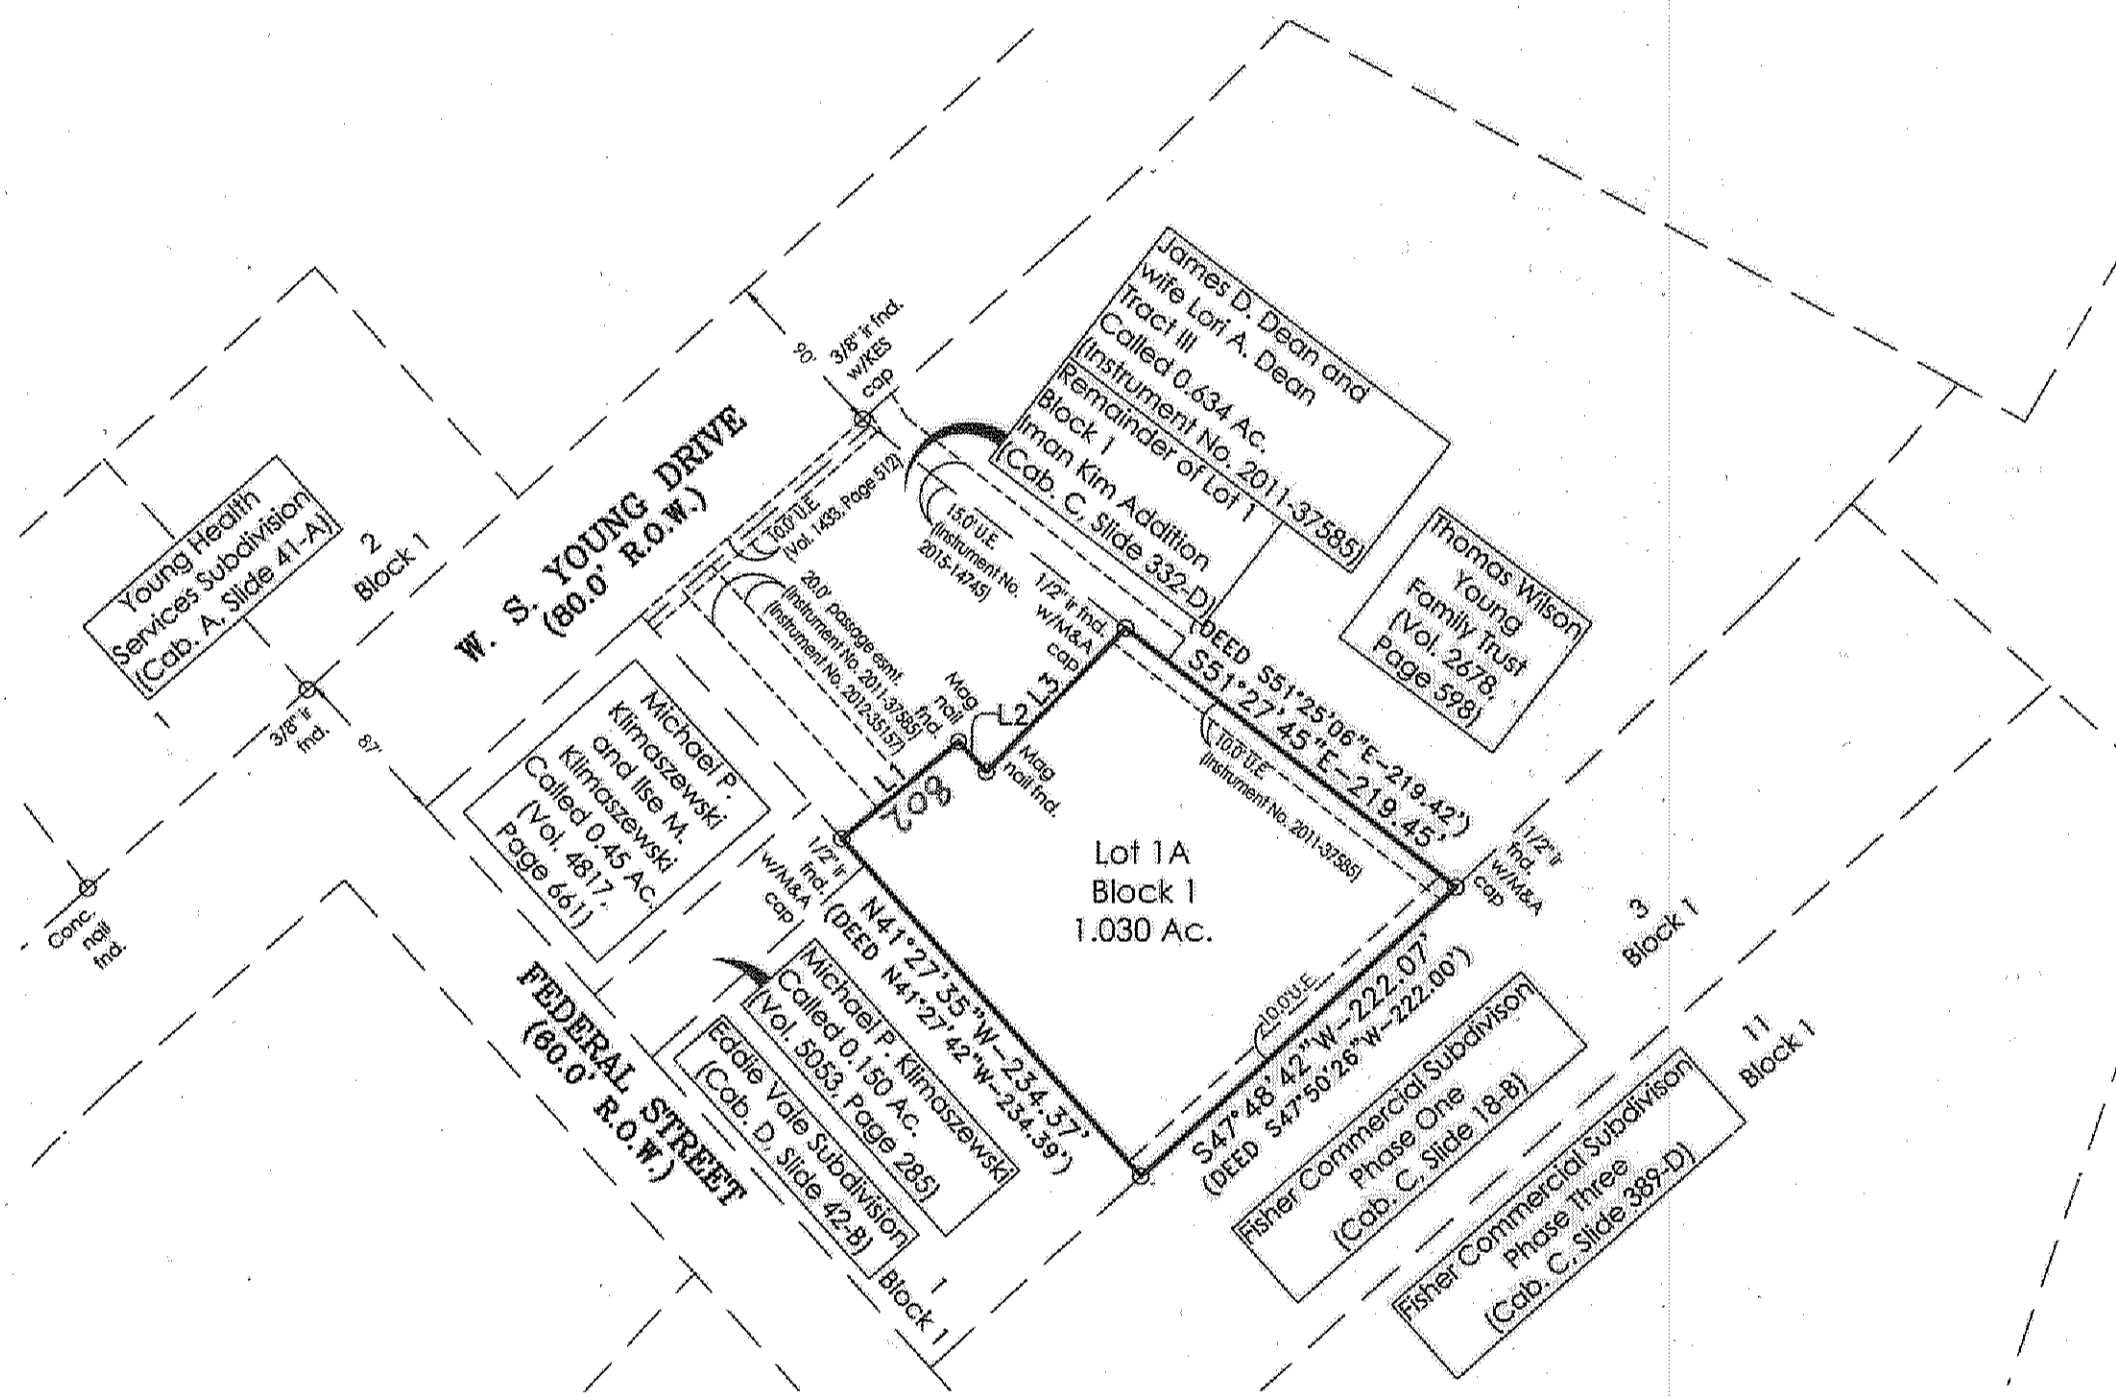 Young Health
Services Subdivision
(Cab. A, Slide 41-A)
2
Block 1
1
3/8" ir
fnd.
87'
Conc.
nail
fnd.
W. S. YOUNG DRIVE
(80.0' R.O.W.)
90'
3/8" ir fnd.
w/KES
cap
10.0' U.E
(Vol. 1433, Page 512)
15.0' U.E.
(Instrument No.
2015-14745)
20.0' passage esmt.
(Instrument No. 2011-37585)
(Instrument No. 2012-35157)
James D. Dean and
wife Lori A. Dean
Tract III
Called 0.634 Ac.
(Instrument No. 2011-37585)
Remainder of Lot 1
Block 1
Iman Kim Addition
(Cab. C, Slide 332-D)
Thomas Wilson
Young
Family Trust
(Vol. 2678,
Page 598)
1/2" ir fnd.
w/M&A
cap
Mag
nail
fnd.
L2
L3
Mag
nail fnd.
(DEED S51°25'06"E-219.42')
S51°27'45"E-219.45'
10.0' U.E
(Instrument No. 2011-37585)
Michael P.
Klimaszewski
and Ilse M.
Klimaszewski
Called 0.45 Ac.
(Vol. 4817,
Page 661)
1/2" ir
fnd.
w/M&A
cap
802
N41°27'35"W-234.37'
(DEED N41°27'42"W-234.39')
Lot 1A
Block 1
1.030 Ac.
1/2" ir
fnd.
w/M&A
cap
3
Block 1
11
Block 1
10.0' U.E.
S47°48'42"W-222.07'
(DEED S47°50'26"W-222.00')
FEDERAL STREET
(60.0' R.O.W.)
Michael P. Klimaszewski
Called 0.150 Ac.
(Vol. 5053, Page 285)
Eddie Vale Subdivision
(Cab. D, Slide 42-B)
1
Block 1
Fisher Commercial Subdivison
Phase One
(Cab. C, Slide 18-B)
Fisher Commercial Subdivison
Phase Three
(Cab. C, Slide 389-D)